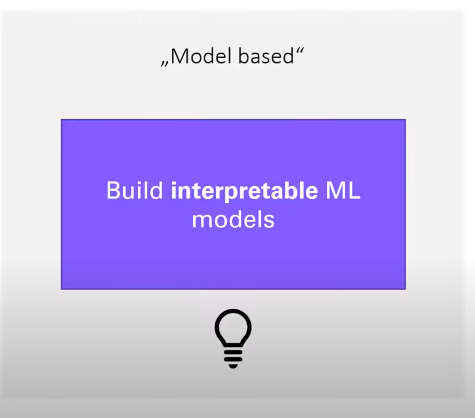 „Model based“
Build interpretable ML
models